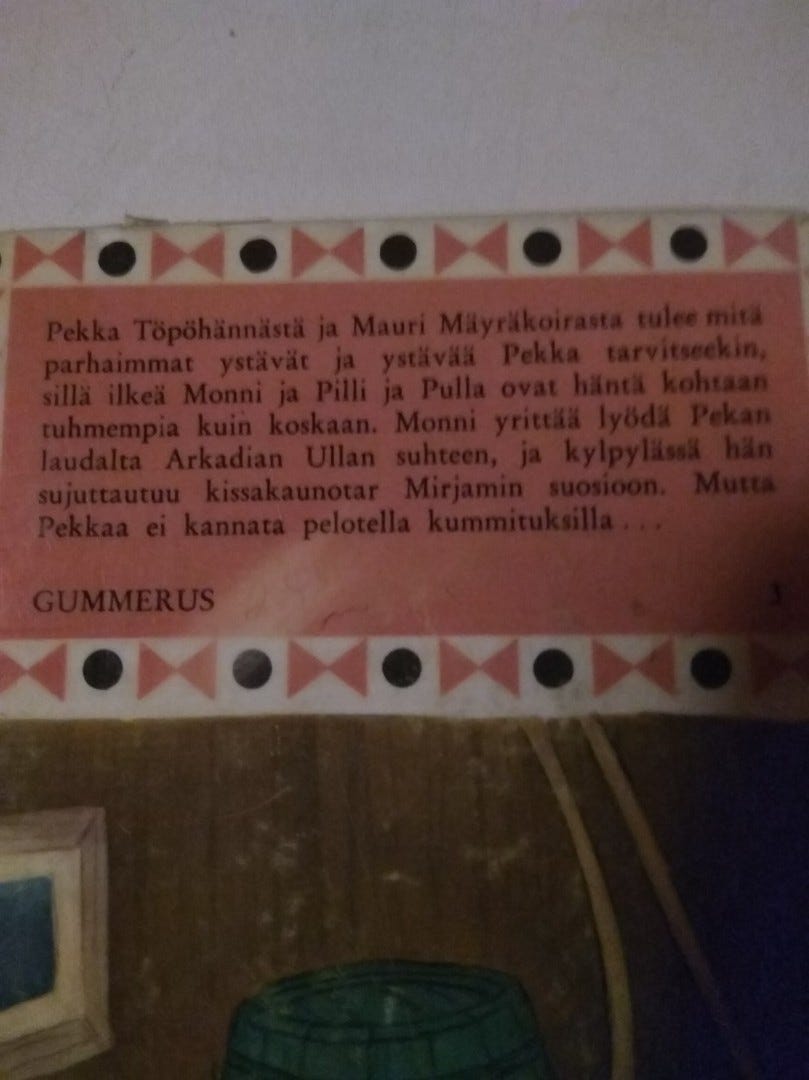 Pekka Töpöhännästä ja Mauri Mäyräkoirasta tulee mitä
parhaimmat ystävät ja ystävää Pekka tarvitseekin,
sillä ilkeä Monni ja Pilli ja Pulla ovat häntä kohtaan
tuhmempia kuin koskaan. Monni yrittää lyödä Pekan
laudalta Arkadian Ullan suhteen, ja kylpylässä hän
sujuttautuu kissakaunotar Mirjamin suosioon. Mutta
Pekkaa ei kannata pelotella kummituksilla . . .
GUMMERUS